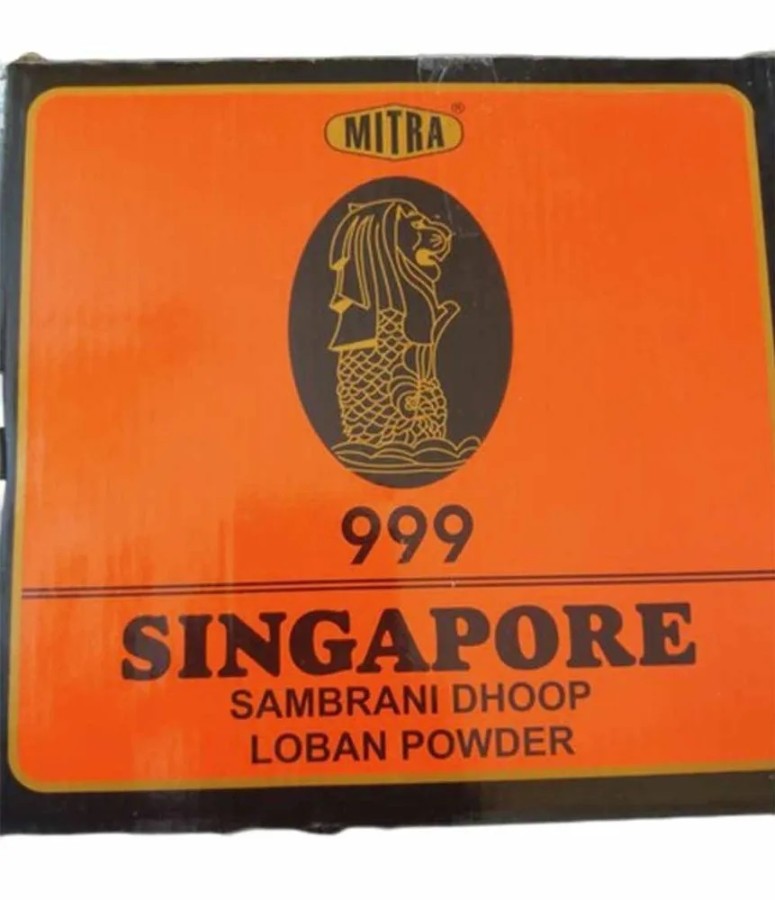 MITRA®
999
SINGAPORE
SAMBRANI DHOOP
LOBAN POWDER